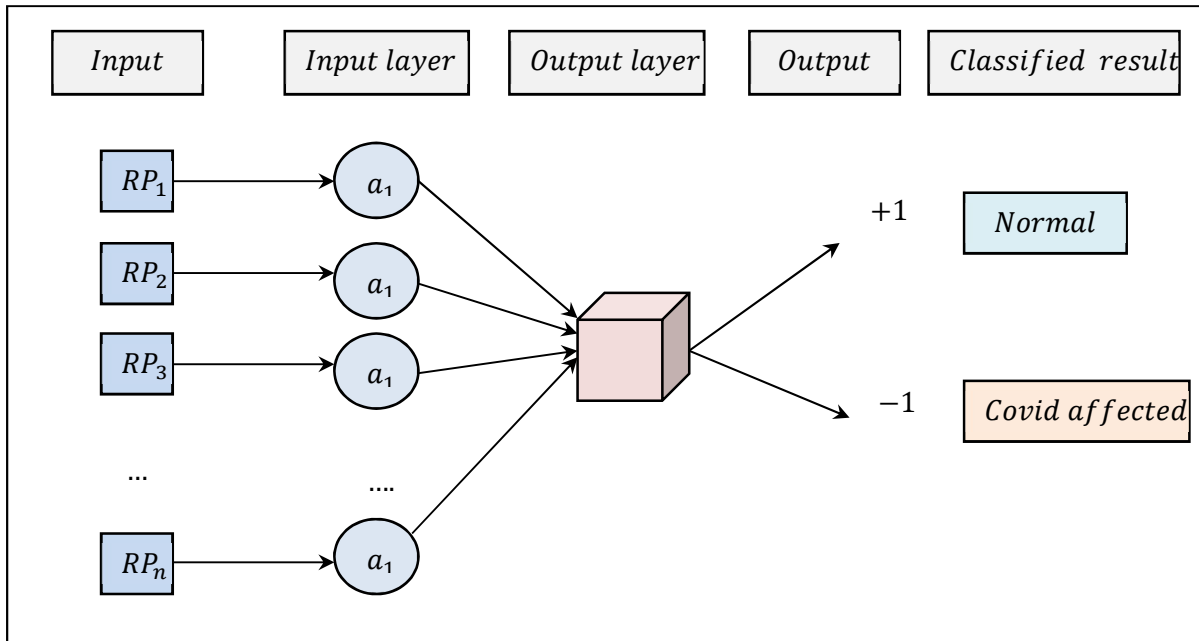 Input Input layer Output layer Output Classified result
RP₁ a₁
+1 Normal
RP₂ a₁
RP₃ a₁
−1 Covid affected
... ....
RPₙ a₁